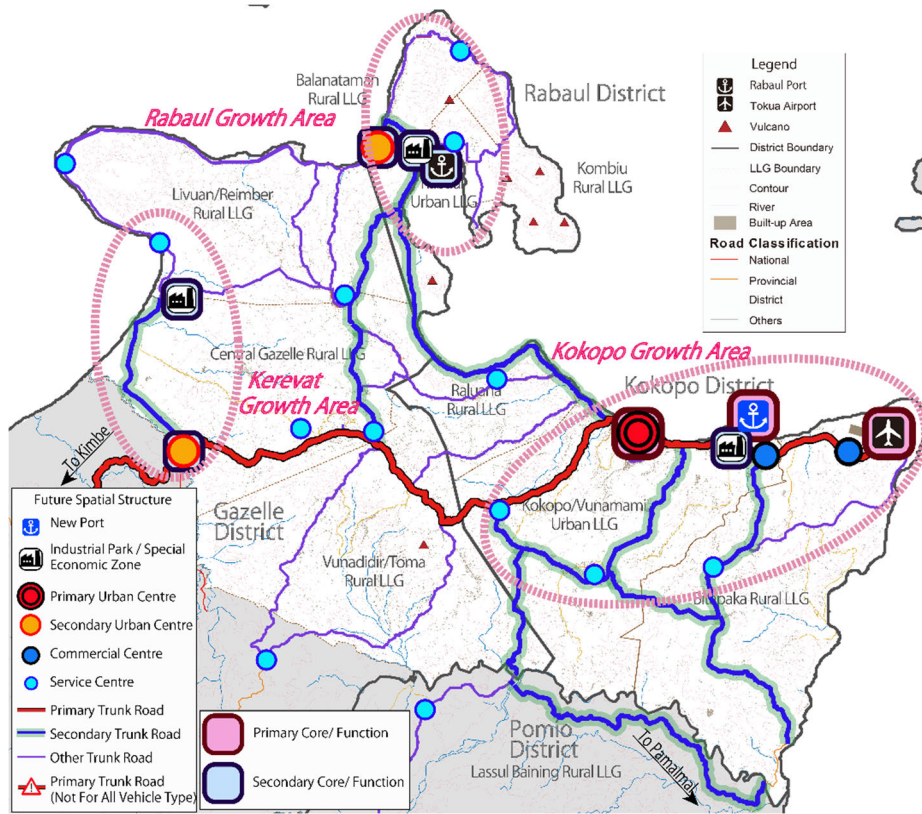 Balanataman
Rural LLG
Rabaul District
Rabaul Growth Area
Kombiu
Rural LLG
Livuan/Reimber
Rural LLG
Urban LLG
Legend
Rabaul Port
Tokua Airport
Vulcano
District Boundary
LLG Boundary
Contour
River
Built-up Area
Road Classification
National
Provincial
District
Others
Central Gazelle Rural LLG
Kerevat
Growth Area
Kokopo Growth Area
Kokopo District
Raluana
Rural LLG
To Kimbe
Gazelle
District
Kokopo/Vunamami
Urban LLG
Vunadidir/Toma
Rural LLG
Bitapaka Rural LLG
Pomio
District
Lassul Baining Rural LLG
To Pamalmal
Future Spatial Structure
New Port
Industrial Park / Special
Economic Zone
Primary Urban Centre
Secondary Urban Centre
Commercial Centre
Service Centre
Primary Trunk Road
Secondary Trunk Road
Other Trunk Road
Primary Trunk Road
(Not For All Vehicle Type)
Primary Core/ Function
Secondary Core/ Function